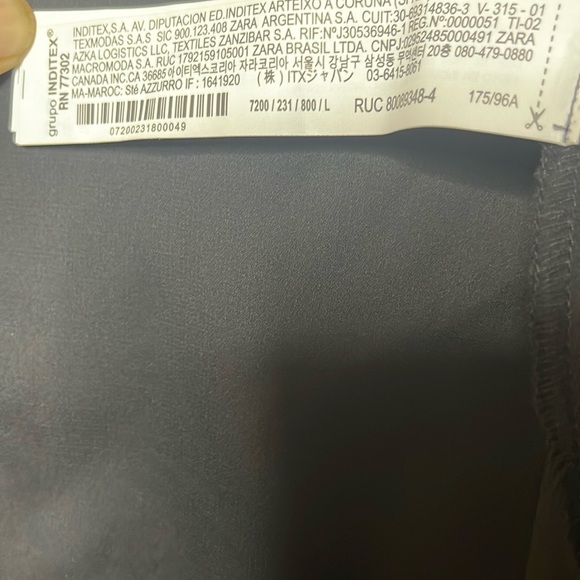 grupo INDITEX®
RN 77302
INDITEX,S.A. AV. DIPUTACION ED.INDITEX ARTEIXO A CORUÑA
TEXMODAS S.A.S SIC 900.123.408 ZARA ARGENTINA S.A. CUIT:30- V- 315 - 01
AZKA LOGISTICS LLC, TEXTILES ZANZIBAR S.A. RIF:NºJ30536946-1 REG.Nº:0000051 TI-02
MACROMODA S.A. RUC 1792159105001 ZARA BRASIL LTDA. CNPJ: ZARA
CANADA INC.CA 36685 아이티엑스코리아 자라코리아 서울시 강남구 삼성동 20층 080-479-0880
MA-MAROC: Sté AZZURRO IF : 1641920 (株) ITXジャパン 03-6415-8061
07200231800049
7200 / 231 / 800 / L
RUC 80089348-4
175/96A